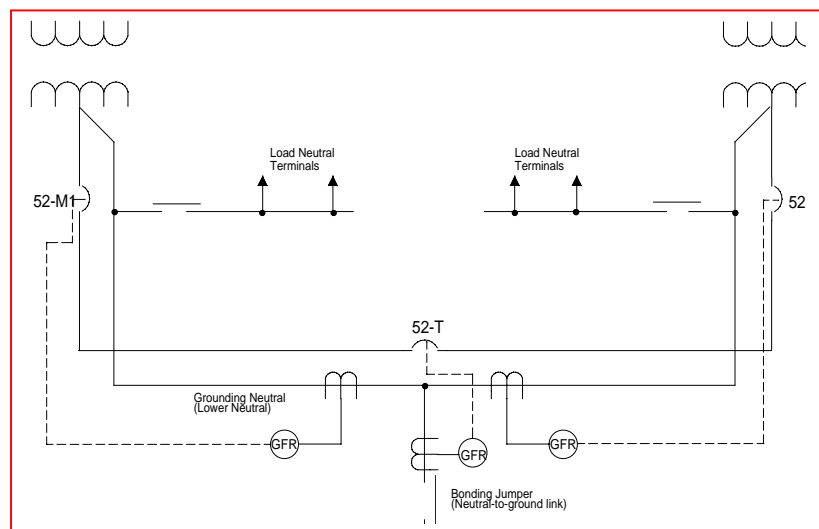 Load Neutral
Terminals
Load Neutral
Terminals
52-M1
52
52-T
Grounding Neutral
(Lower Neutral)
GFR
GFR
GFR
Bonding Jumper
(Neutral-to-ground link)